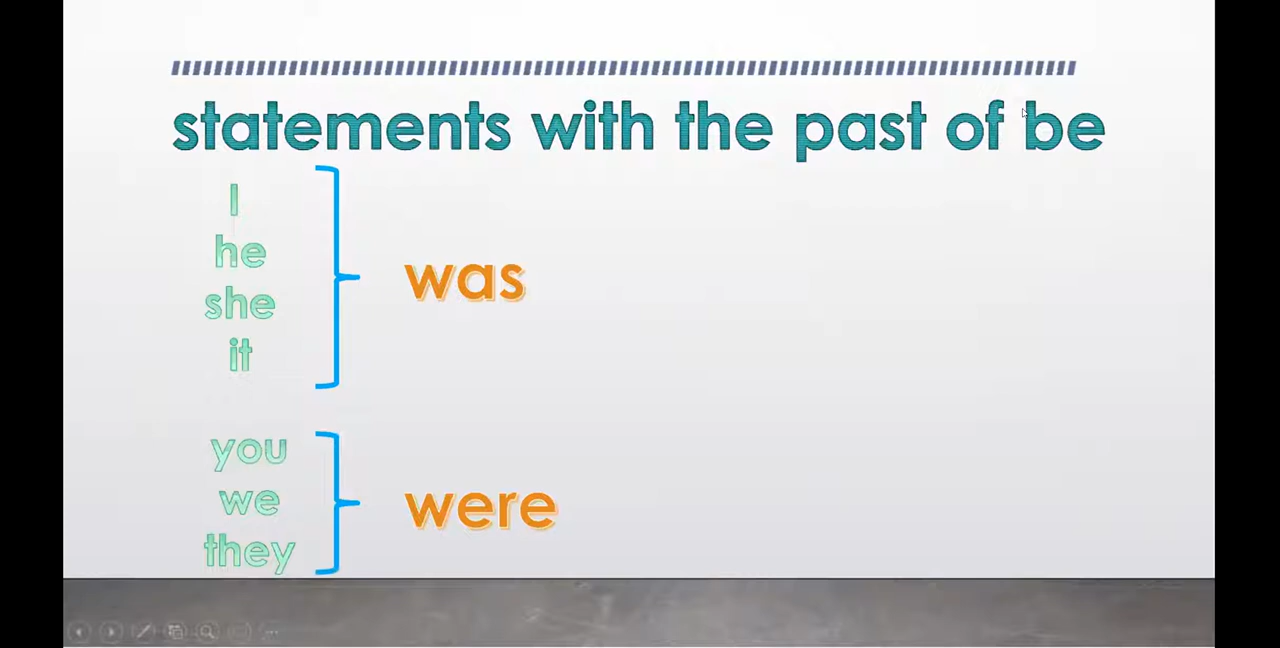 statements with the past of be
I
he
she
it
was
you
we
they
were